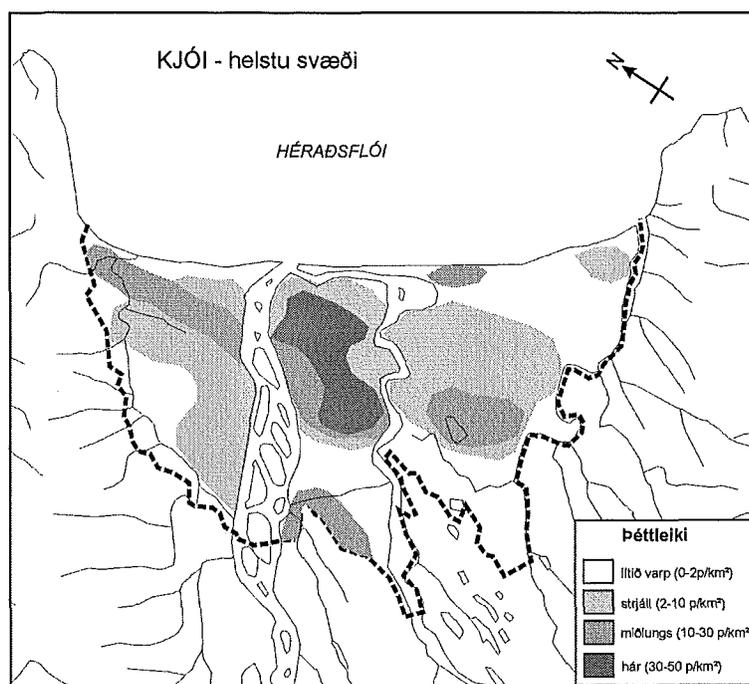 KJÓI - helstu svæði
N
HÉRAÐSFLÓI
Þéttleiki
lítið varp (0-2p/km²)
strjáll (2-10 p/km²)
miðlungs (10-30 p/km²
hár (30-50 p/km²)